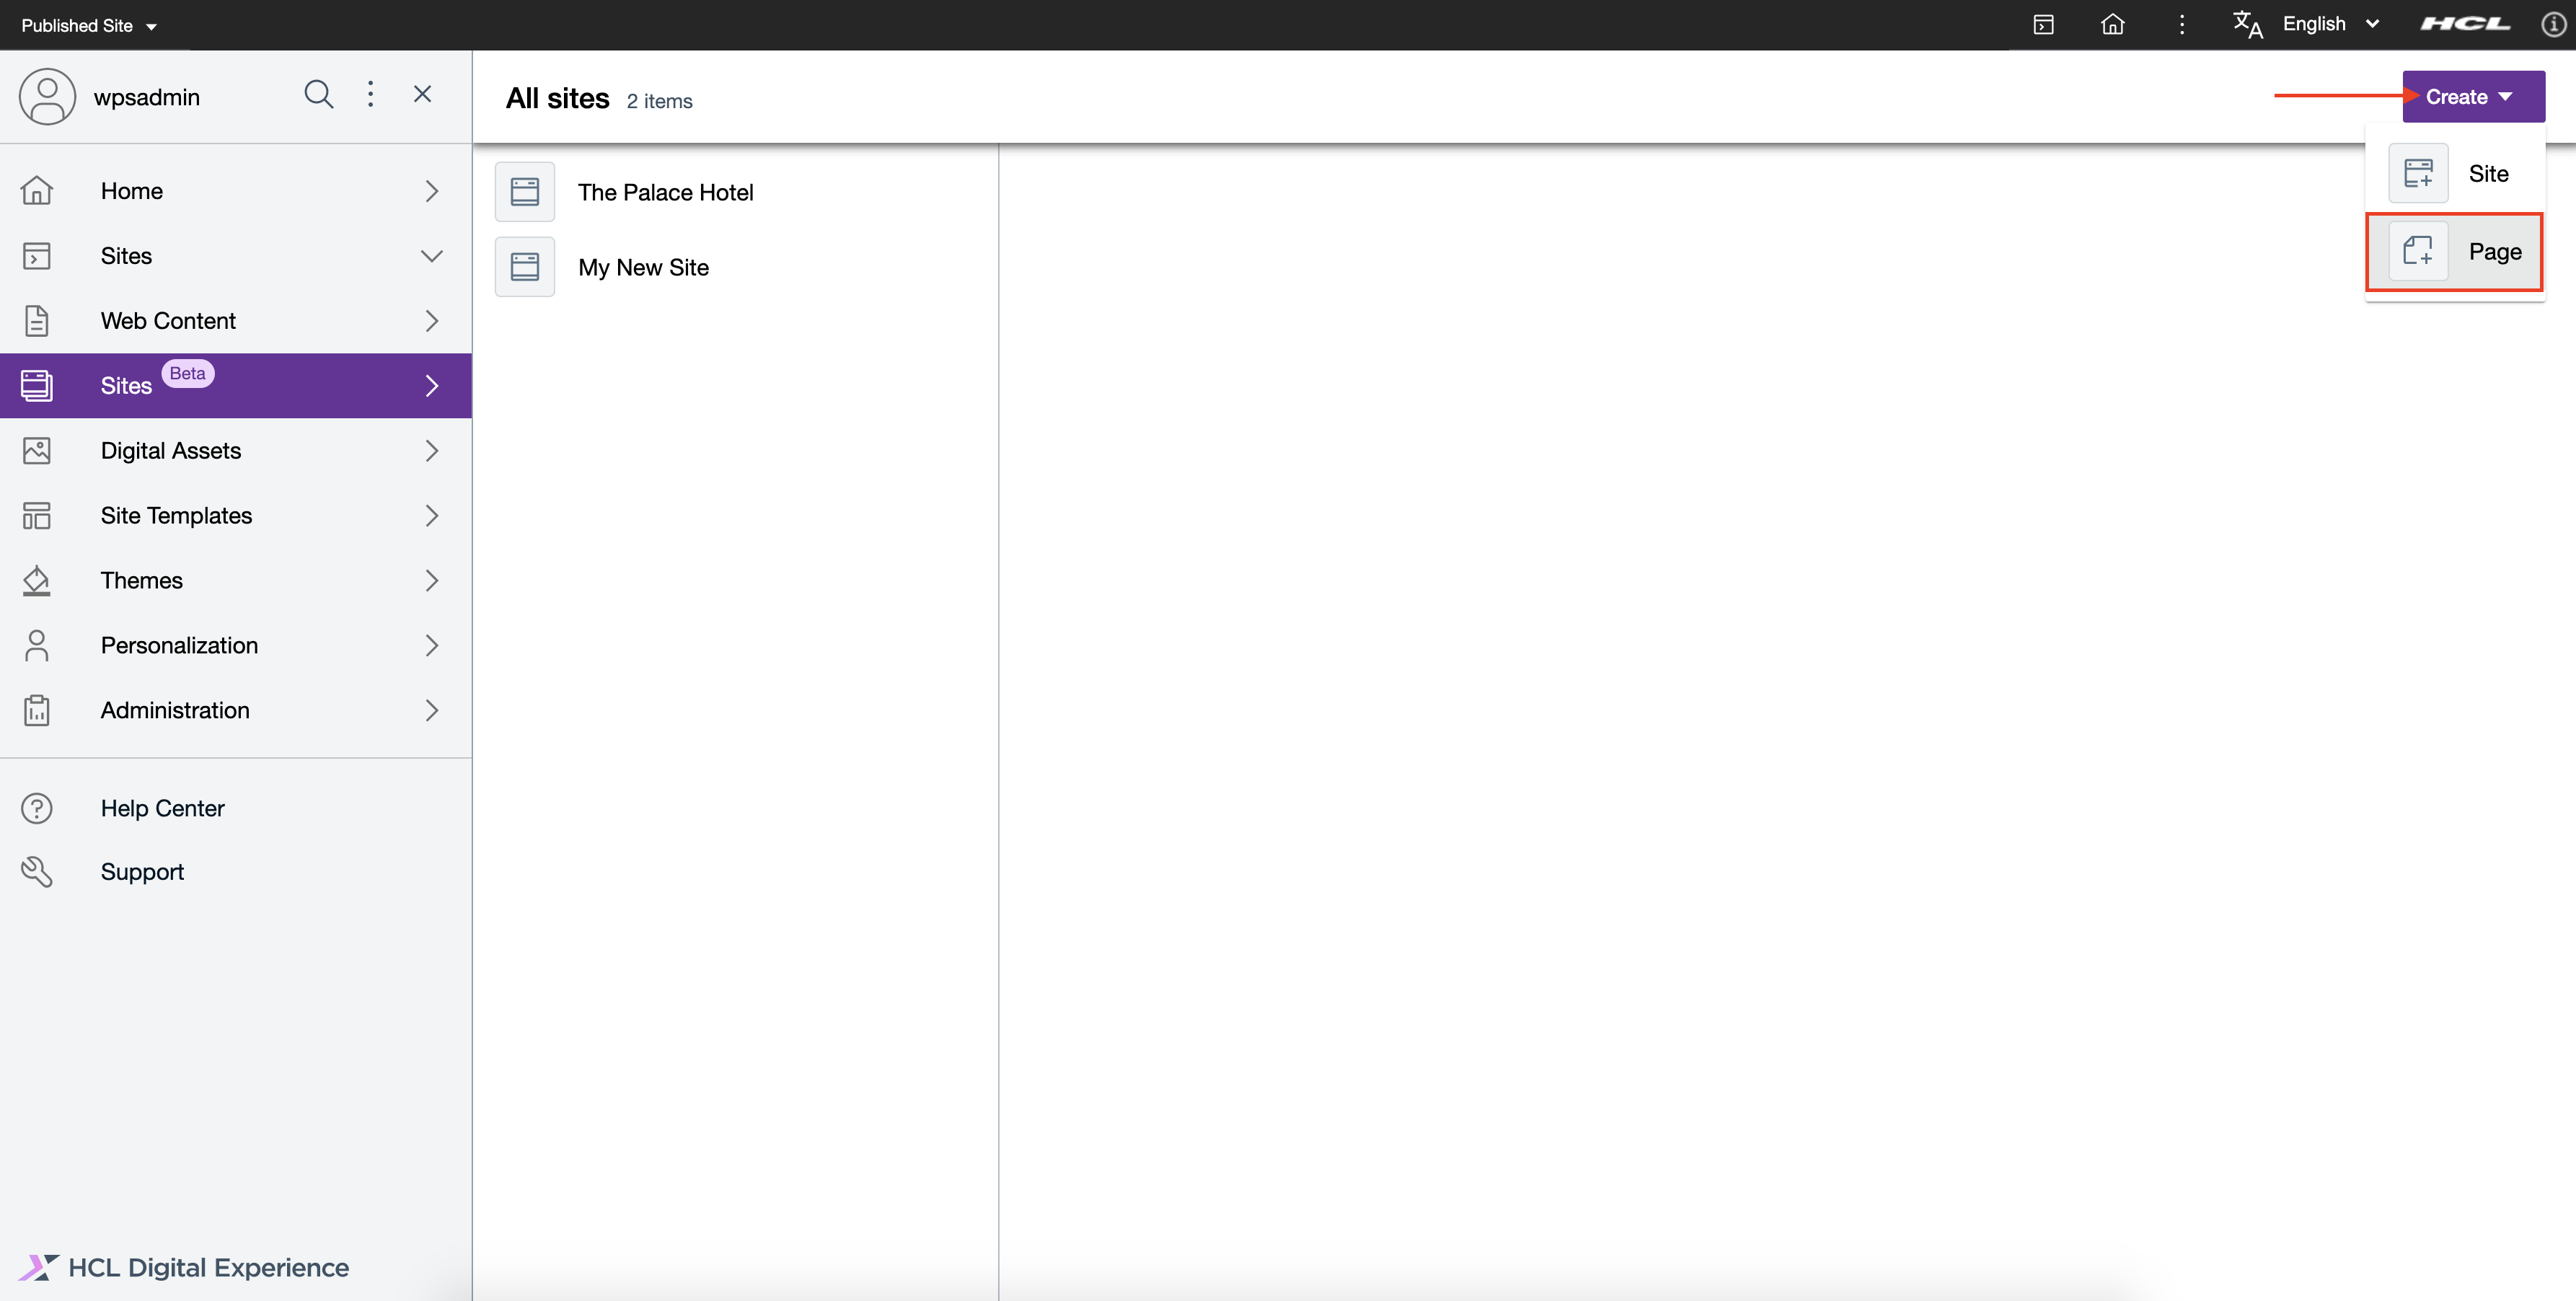 Published Site
English
HCL
wpsadmin
All sites 2 items
Create
Site
Page
Home
Sites
Web Content
Sites Beta
Digital Assets
Site Templates
Themes
Personalization
Administration
Help Center
Support
The Palace Hotel
My New Site
HCL Digital Experience